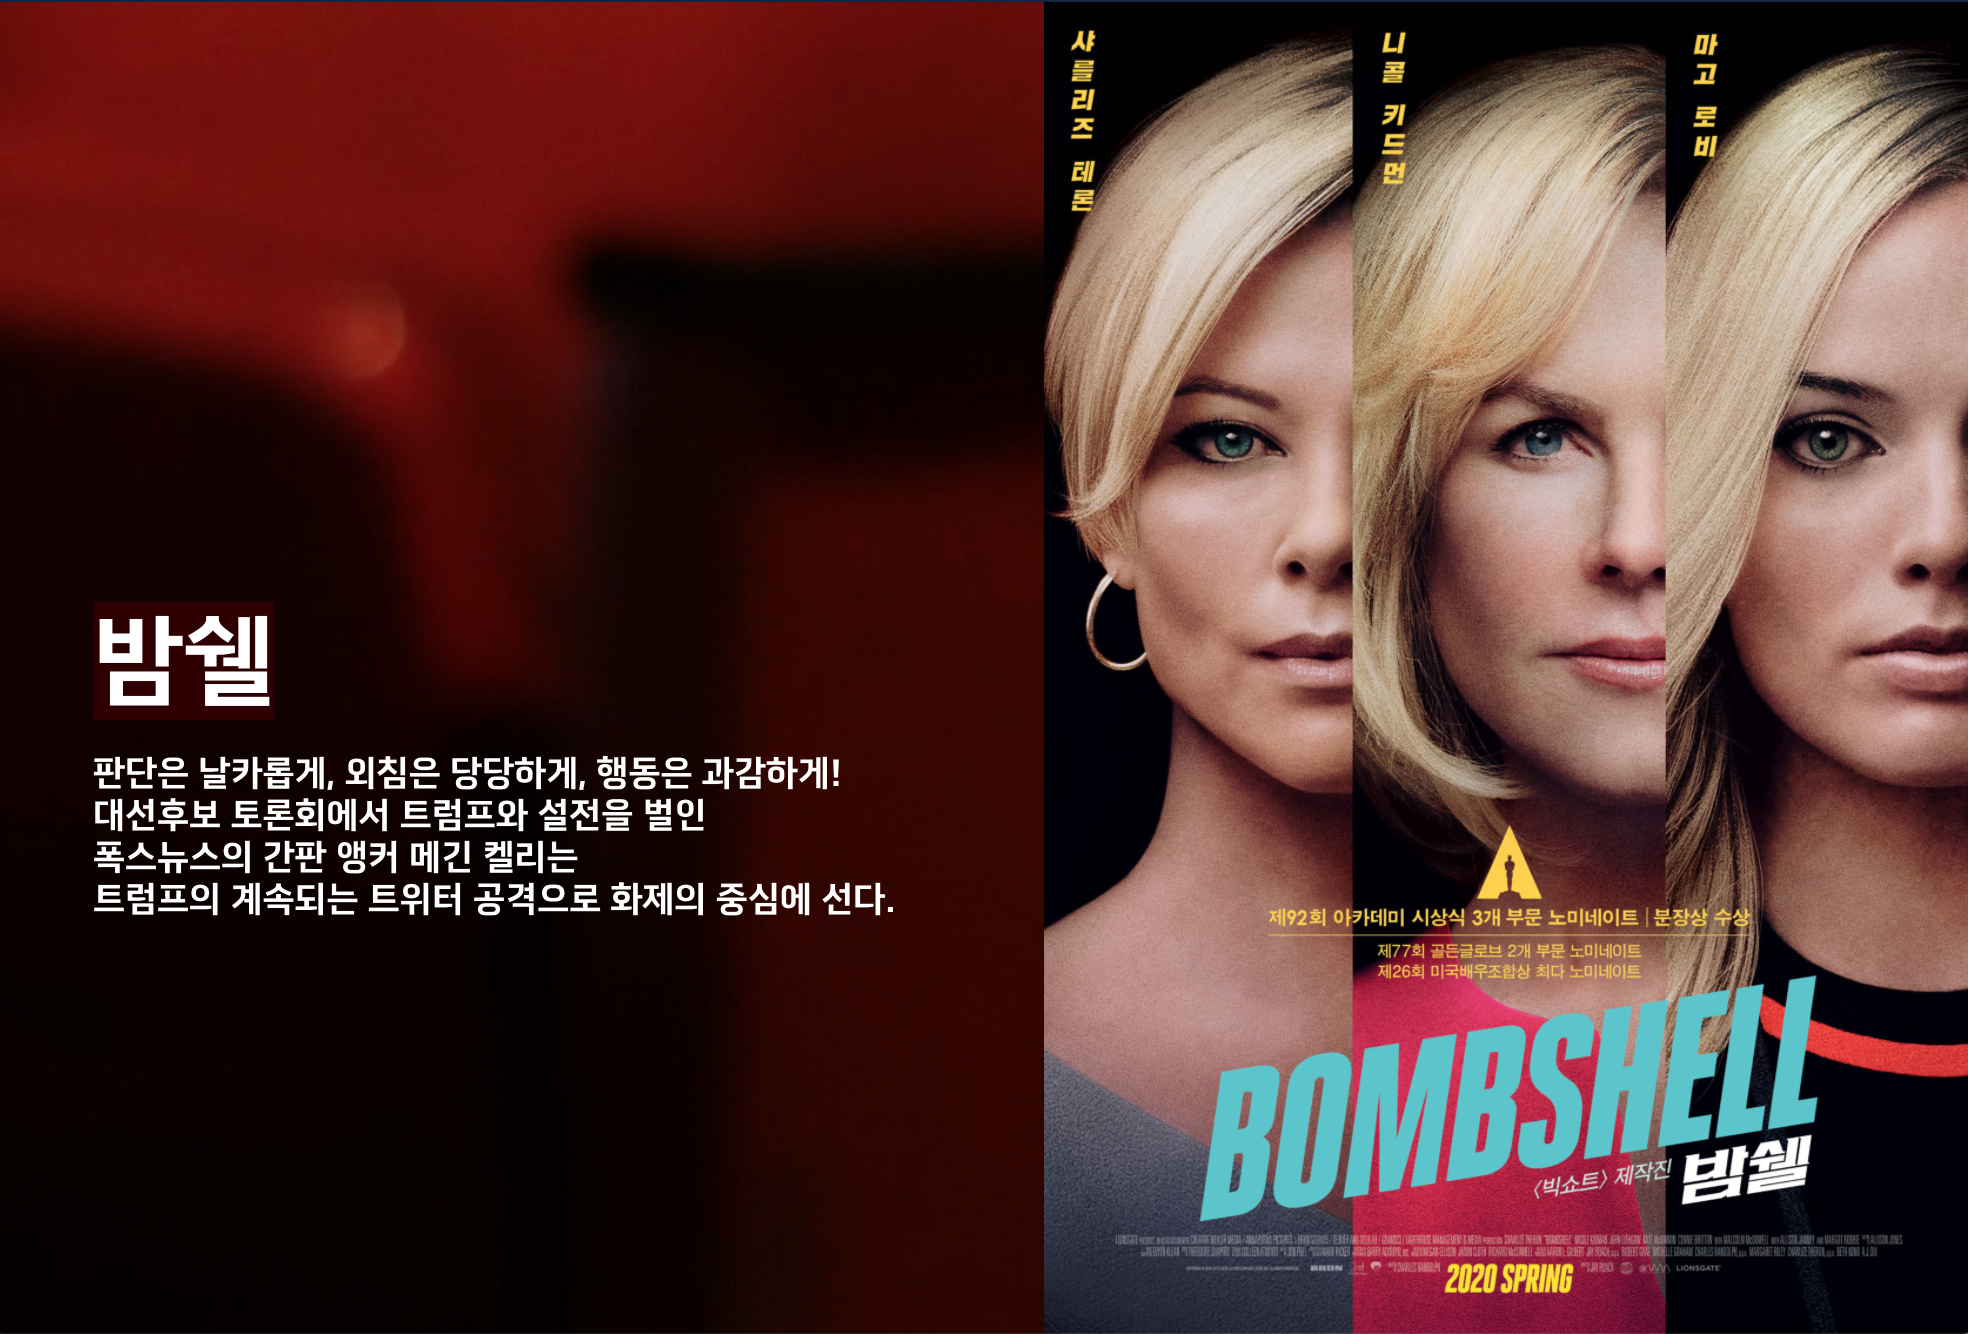 밤쉘
판단은 날카롭게, 외침은 당당하게, 행동은 과감하게!
대선후보 토론회에서 트럼프와 설전을 벌인
폭스뉴스의 간판 앵커 메긴 켈리는
트럼프의 계속되는 트위터 공격으로 화제의 중심에 선다.
샤를리즈 테론
니콜 키드먼
마고 로비
제92회 아카데미 시상식 3개 부문 노미네이트 | 분장상 수상
제77회 골든글로브 2개 부문 노미네이트
제26회 미국배우조합상 최다 노미네이트
BOMBSHELL
〈빅쇼트〉 제작진 밤쉘
LIONSGATE
2020 SPRING